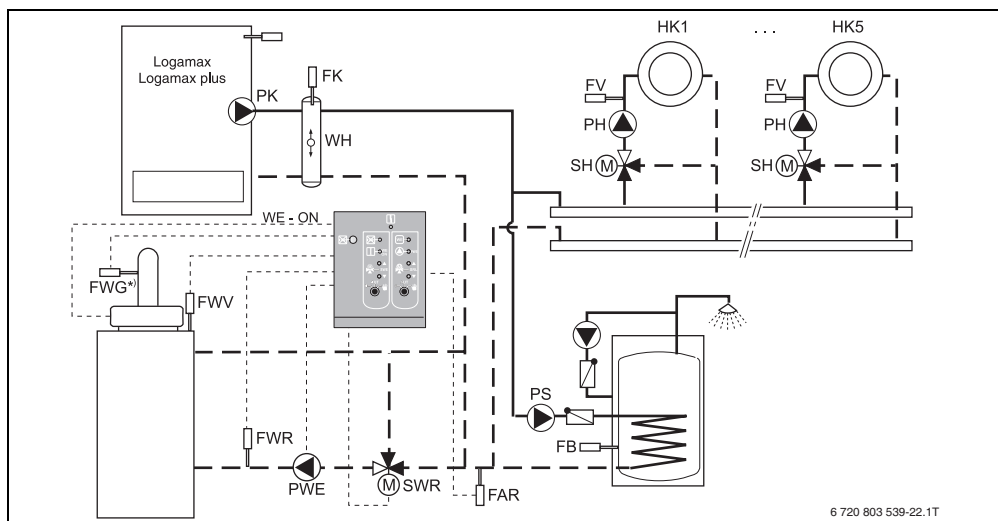 HK1 . . . HK5
Logamax
Logamax plus
FK
PK
FV
FV
PH
PH
WH
SH M
SH M
WE - ON
FWG*)
FWV
PS
FWR
FB
PWE
M SWR
FAR
6 720 803 539-22.1T